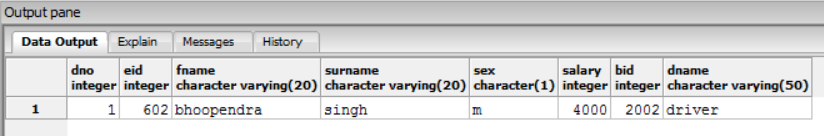 Output pane
Data Output Explain Messages History
dno eid fname surname sex salary bid dname
integer integer character varying(20) character varying(20) character(1) integer integer character varying(50)
1 1 602 bhoopendra singh m 4000 2002 driver